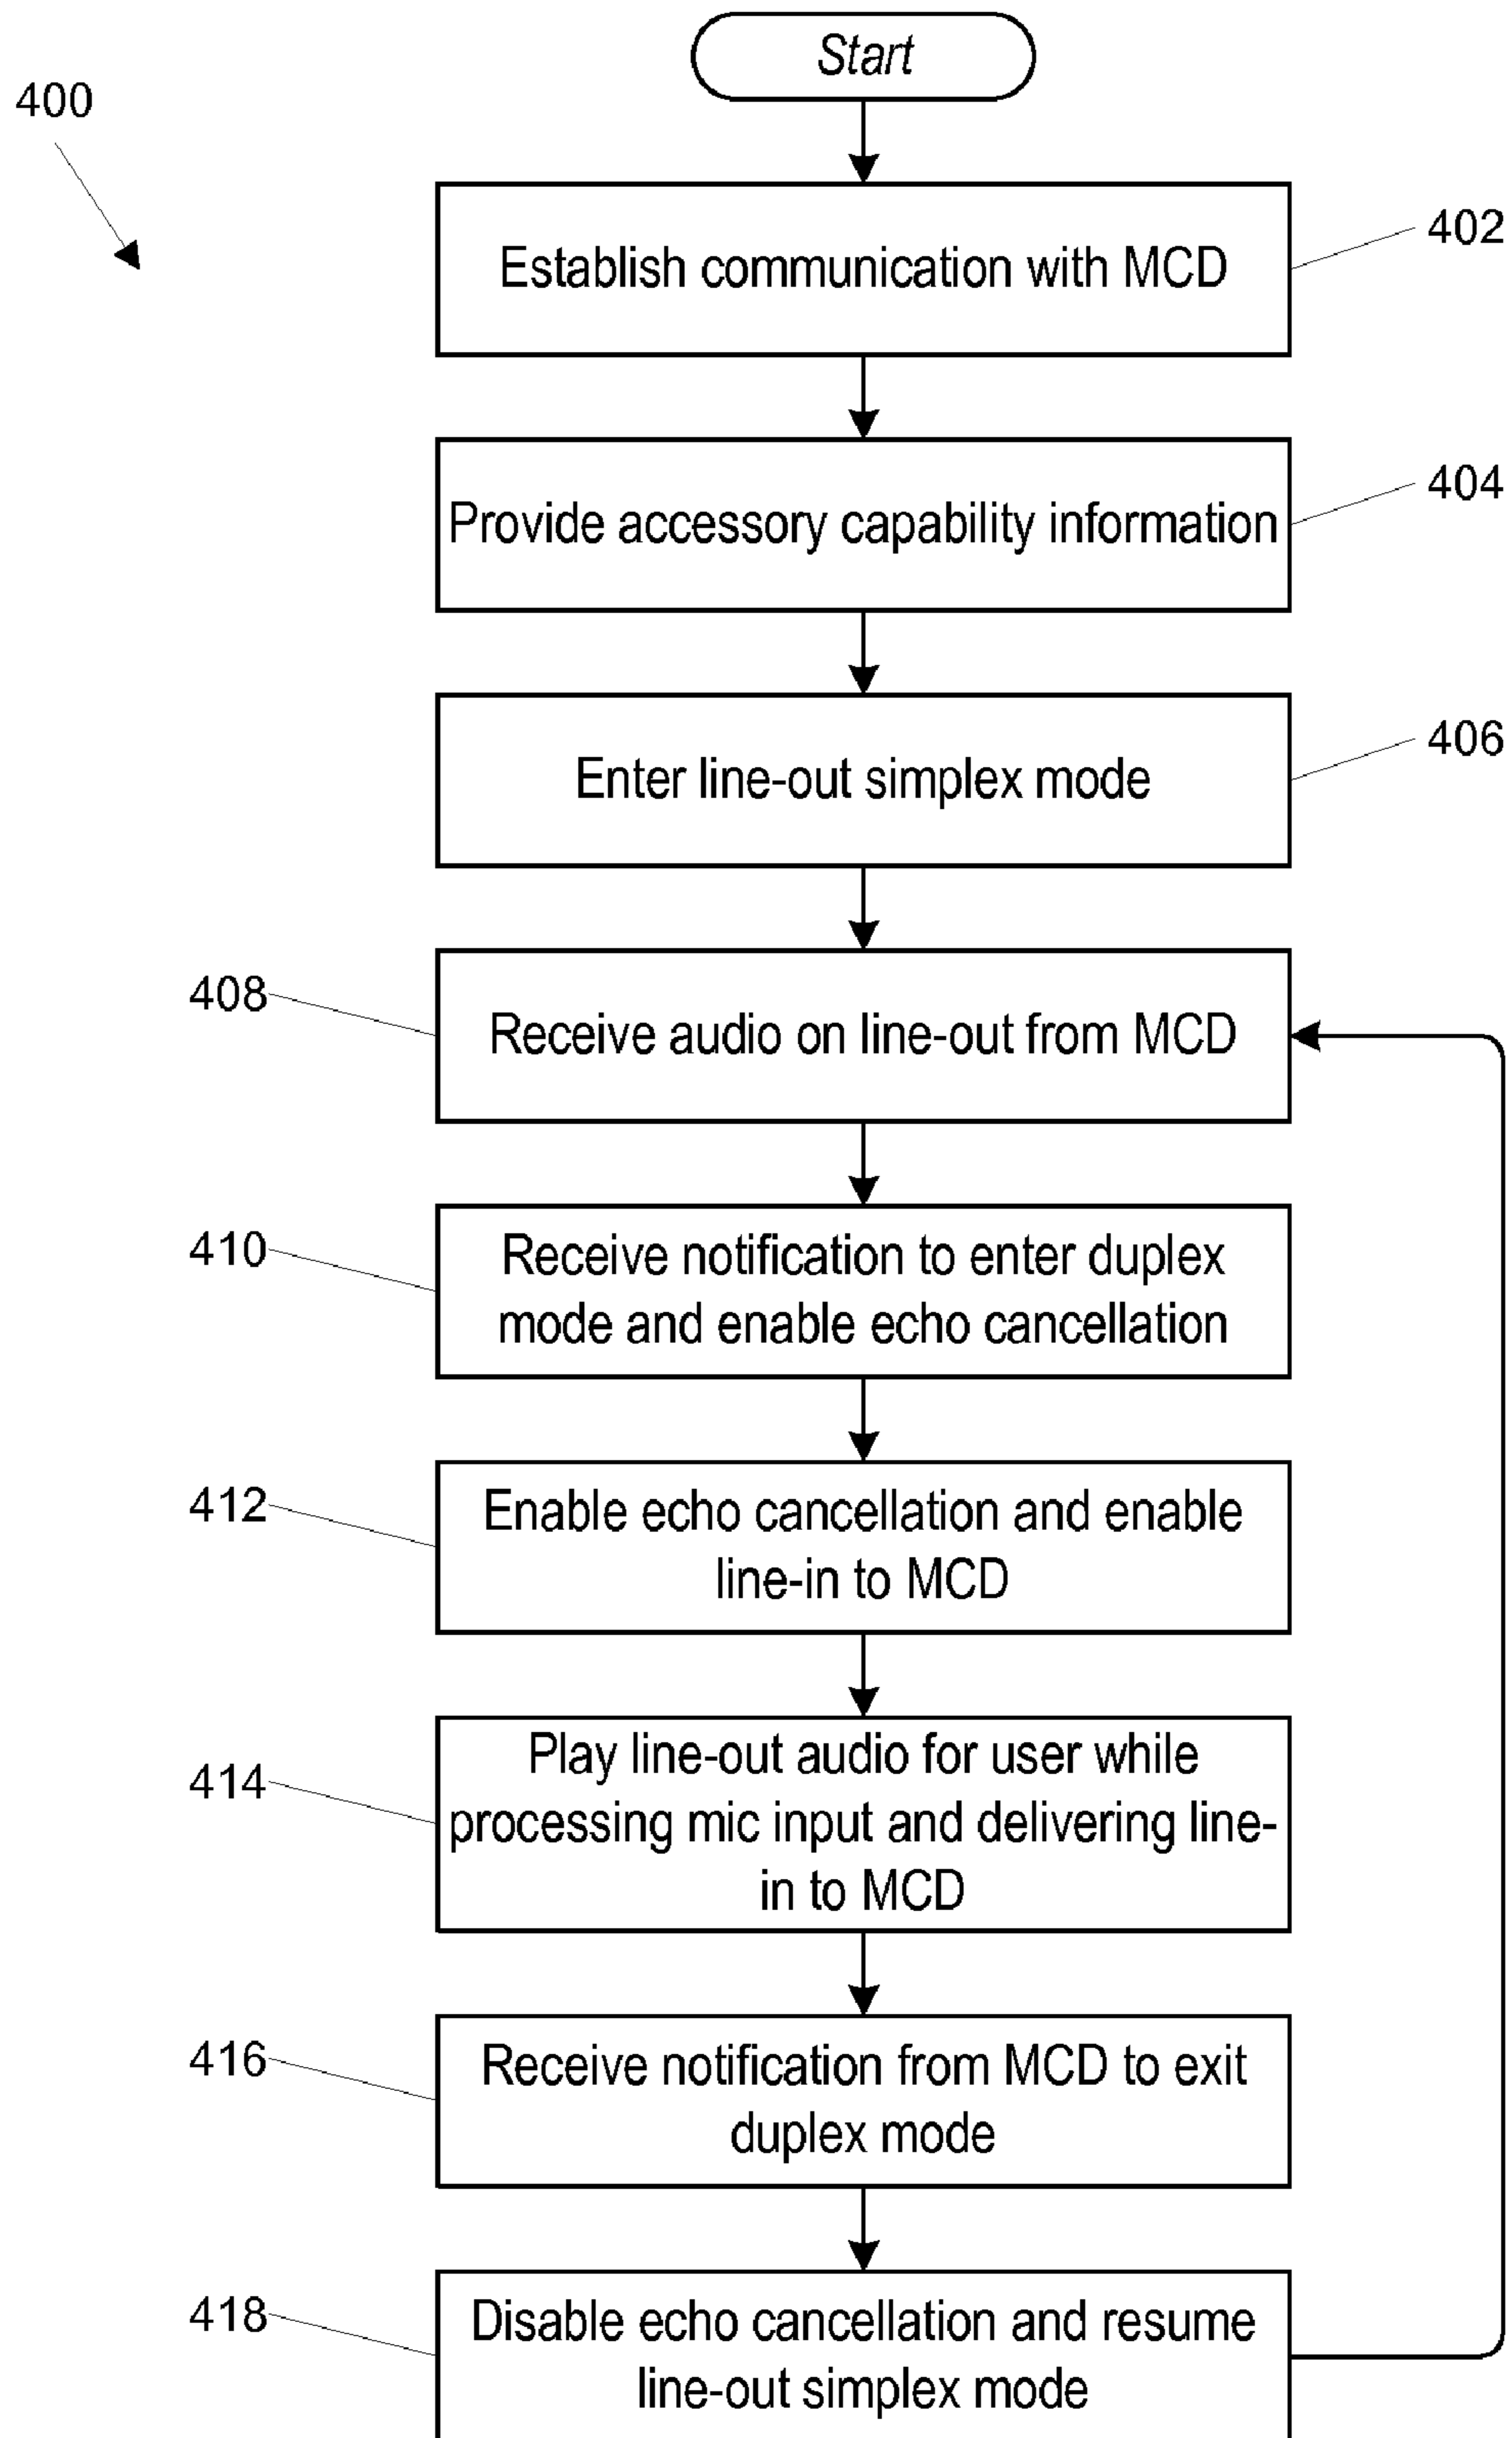 Start
400
Establish communication with MCD
402
Provide accessory capability information
404
Enter line-out simplex mode
406
408
Receive audio on line-out from MCD
410
Receive notification to enter duplex
mode and enable echo cancellation
412
Enable echo cancellation and enable
line-in to MCD
414
Play line-out audio for user while
processing mic input and delivering line-
in to MCD
416
Receive notification from MCD to exit
duplex mode
418
Disable echo cancellation and resume
line-out simplex mode